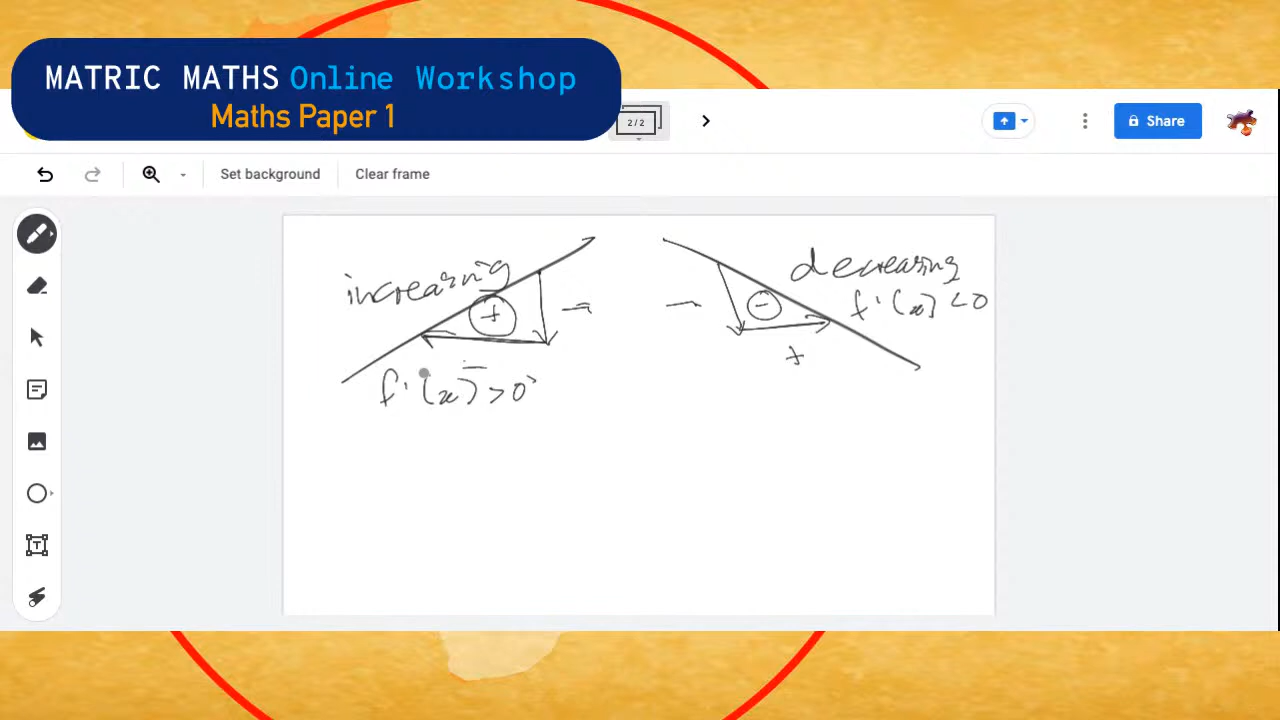 MATRIC MATHS Online Workshop
Maths Paper 1
2/2
Share
Set background
Clear frame
increasing
+
−
−
f'(x) > 0
decreasing
f'(x) < 0
−
−
+
T